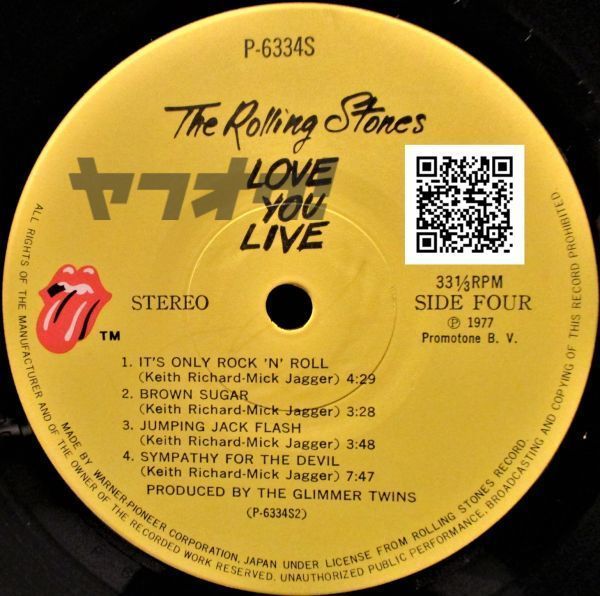 P-6334S
The Rolling Stones
ヤフオク!
LOVE
YOU
LIVE
33⅓RPM
STEREO
SIDE FOUR
℗ 1977
Promotone B. V.
TM
1. IT'S ONLY ROCK 'N' ROLL
(Keith Richard-Mick Jagger) 4:29
2. BROWN SUGAR
(Keith Richard-Mick Jagger) 3:28
3. JUMPING JACK FLASH
(Keith Richard-Mick Jagger) 3:48
4. SYMPATHY FOR THE DEVIL
(Keith Richard-Mick Jagger) 7:47
PRODUCED BY THE GLIMMER TWINS
(P-6334S2)
ALL RIGHTS OF THE MANUFACTURER AND OF THE OWNER OF THE RECORDED WORK RESERVED. UNAUTHORIZED PUBLIC PERFORMANCE, BROADCASTING AND COPYING OF THIS RECORD PROHIBITED
MADE BY WARNER-PIONEER CORPORATION, JAPAN UNDER LICENSE FROM ROLLING STONES RECORD